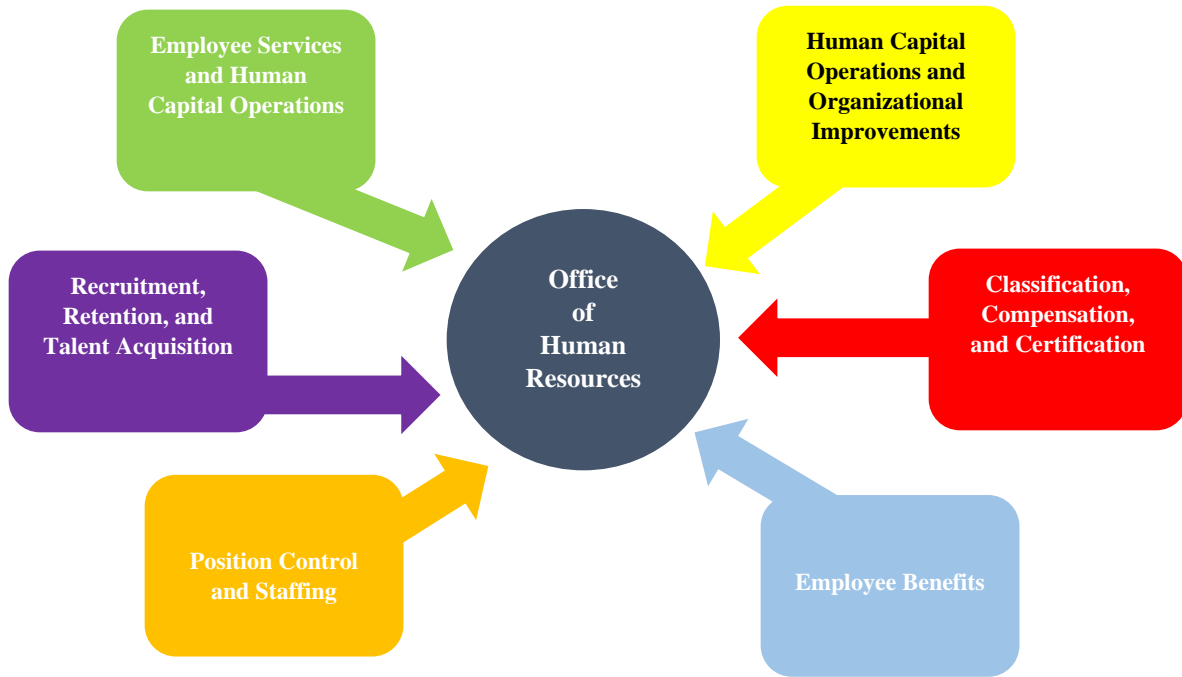 Employee Services
and Human
Capital Operations
Human Capital
Operations and
Organizational
Improvements
Recruitment,
Retention, and
Talent Acquisition
Office
of
Human
Resources
Classification,
Compensation,
and Certification
Position Control
and Staffing
Employee Benefits